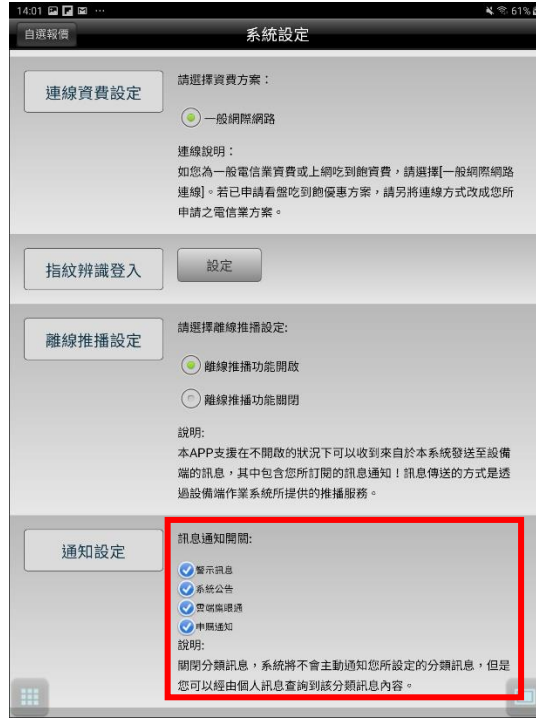 14:01 … 61%
自選報價
系統設定
連線資費設定
請選擇資費方案：
一般網際網路
連線說明：
如您為一般電信業資費或上網吃到飽資費，請選擇[一般網際網路
連線]。若已申請看盤吃到飽優惠方案，請另將連線方式改成您所
申請之電信業方案。
指紋辨識登入
設定
離線推播設定
請選擇離線推播設定:
離線推播功能開啟
離線推播功能關閉
說明:
本APP支援在不開啟的狀況下可以收到來自於本系統發送至設備
端的訊息，其中包含您所訂閱的訊息通知！訊息傳送的方式是透
過設備端作業系統所提供的推播服務。
通知設定
訊息通知開關:
警示訊息
系統公告
雲端集眼通
申購通知
說明:
關閉分類訊息，系統將不會主動通知您所設定的分類訊息，但是
您可以經由個人訊息查詢到該分類訊息內容。